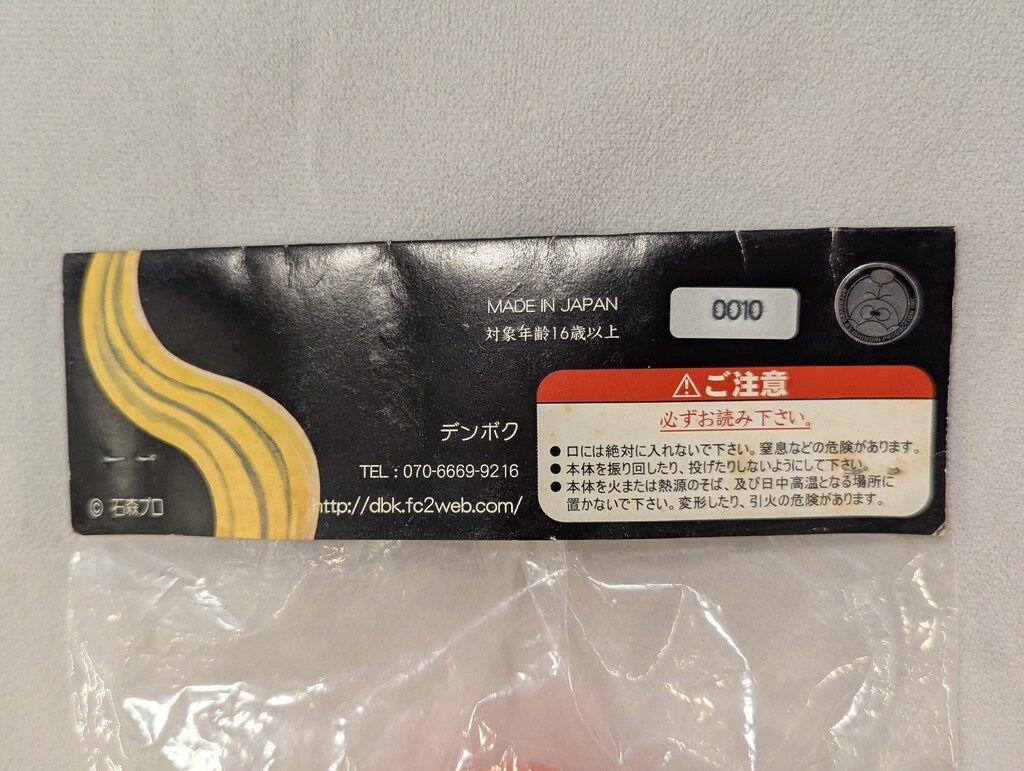 MADE IN JAPAN
対象年齢16歳以上
0010
デンボク
TEL : 070-6669-9216
http://dbk.fc2web.com/
© 石森プロ
⚠ご注意
必ずお読み下さい。
● 口には絶対に入れないで下さい。窒息などの危険があります。
● 本体を振り回したり、投げたりしないようにして下さい。
● 本体を火または熱源のそば、及び日中高温となる場所に
置かないで下さい。変形したり、引火の危険があります。